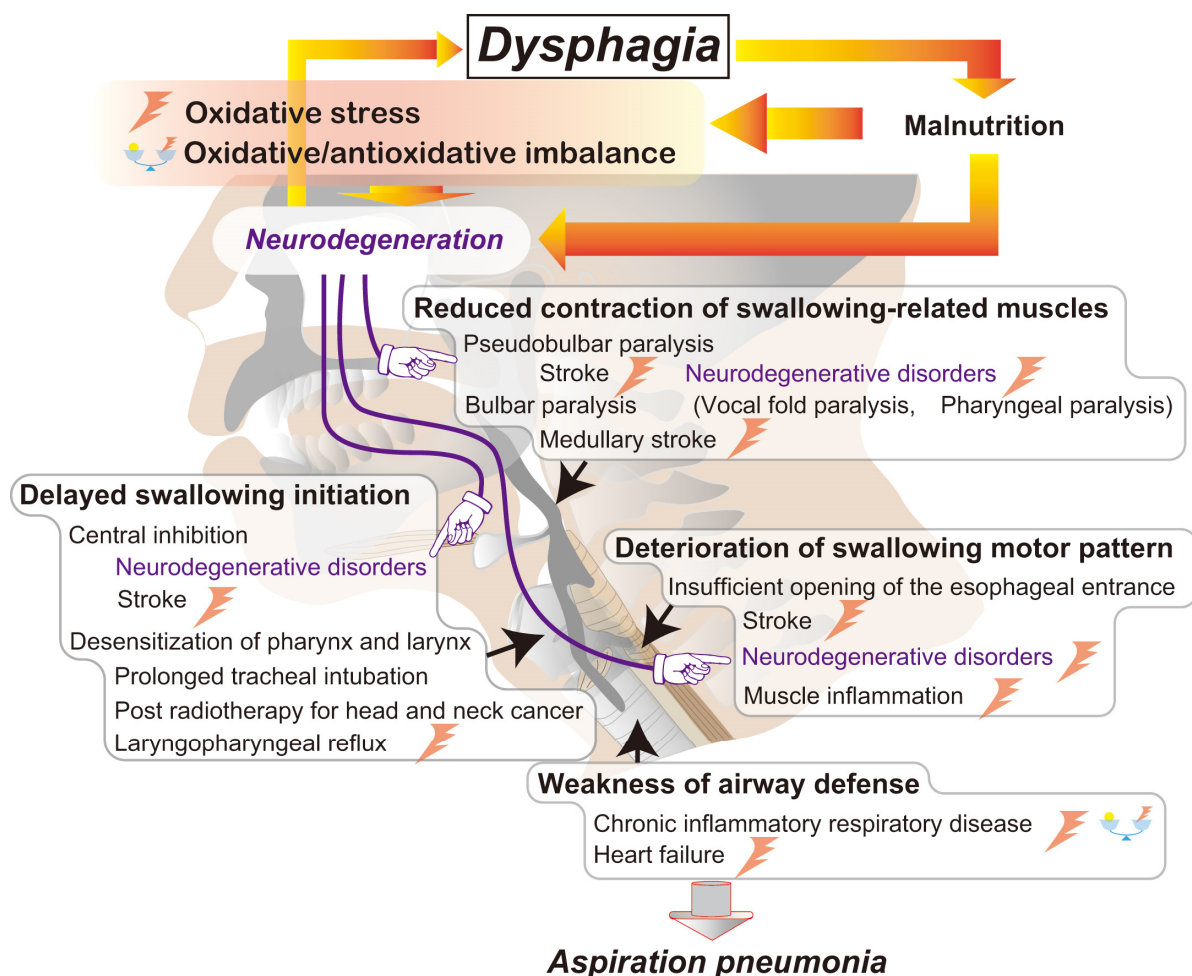 Dysphagia
Oxidative stress
Oxidative/antioxidative imbalance
Malnutrition
Neurodegeneration
Reduced contraction of swallowing-related muscles
Pseudobulbar paralysis
Stroke Neurodegenerative disorders
Bulbar paralysis (Vocal fold paralysis, Pharyngeal paralysis)
Medullary stroke
Delayed swallowing initiation
Central inhibition
Neurodegenerative disorders
Stroke
Desensitization of pharynx and larynx
Prolonged tracheal intubation
Post radiotherapy for head and neck cancer
Laryngopharyngeal reflux
Deterioration of swallowing motor pattern
Insufficient opening of the esophageal entrance
Stroke
Neurodegenerative disorders
Muscle inflammation
Weakness of airway defense
Chronic inflammatory respiratory disease
Heart failure
Aspiration pneumonia